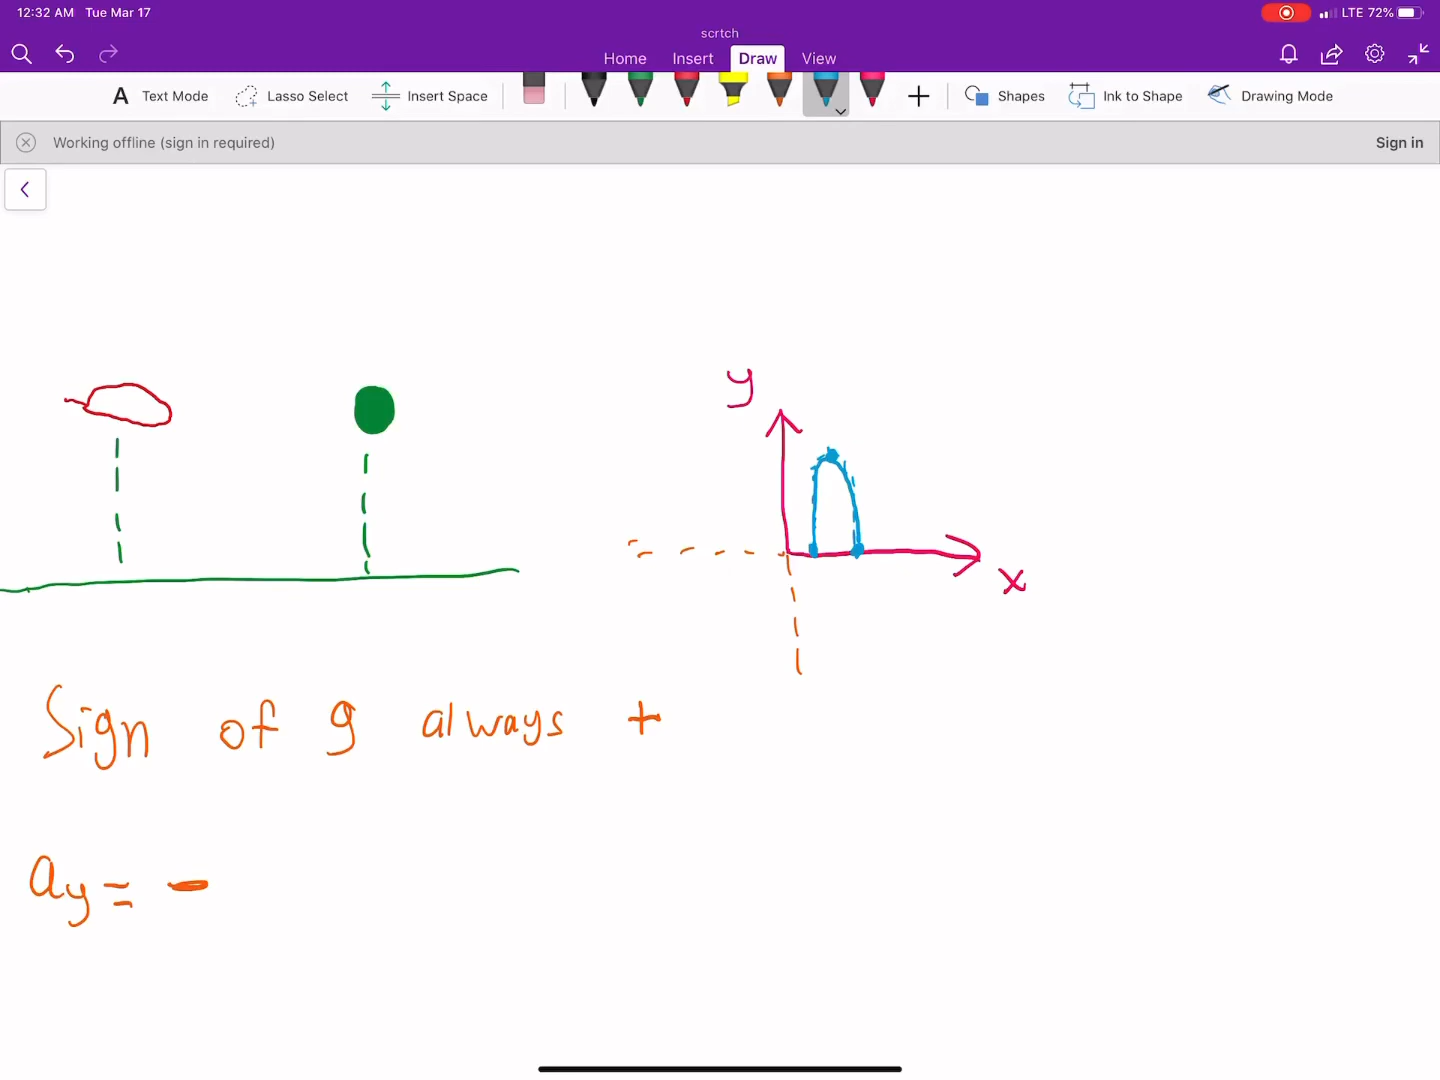 12:32 AM Tue Mar 17
LTE 72%
scrtch
Home Insert Draw View
A Text Mode Lasso Select Insert Space Shapes Ink to Shape Drawing Mode
Working offline (sign in required) Sign in
y
x
Sign of g always +
ay = -